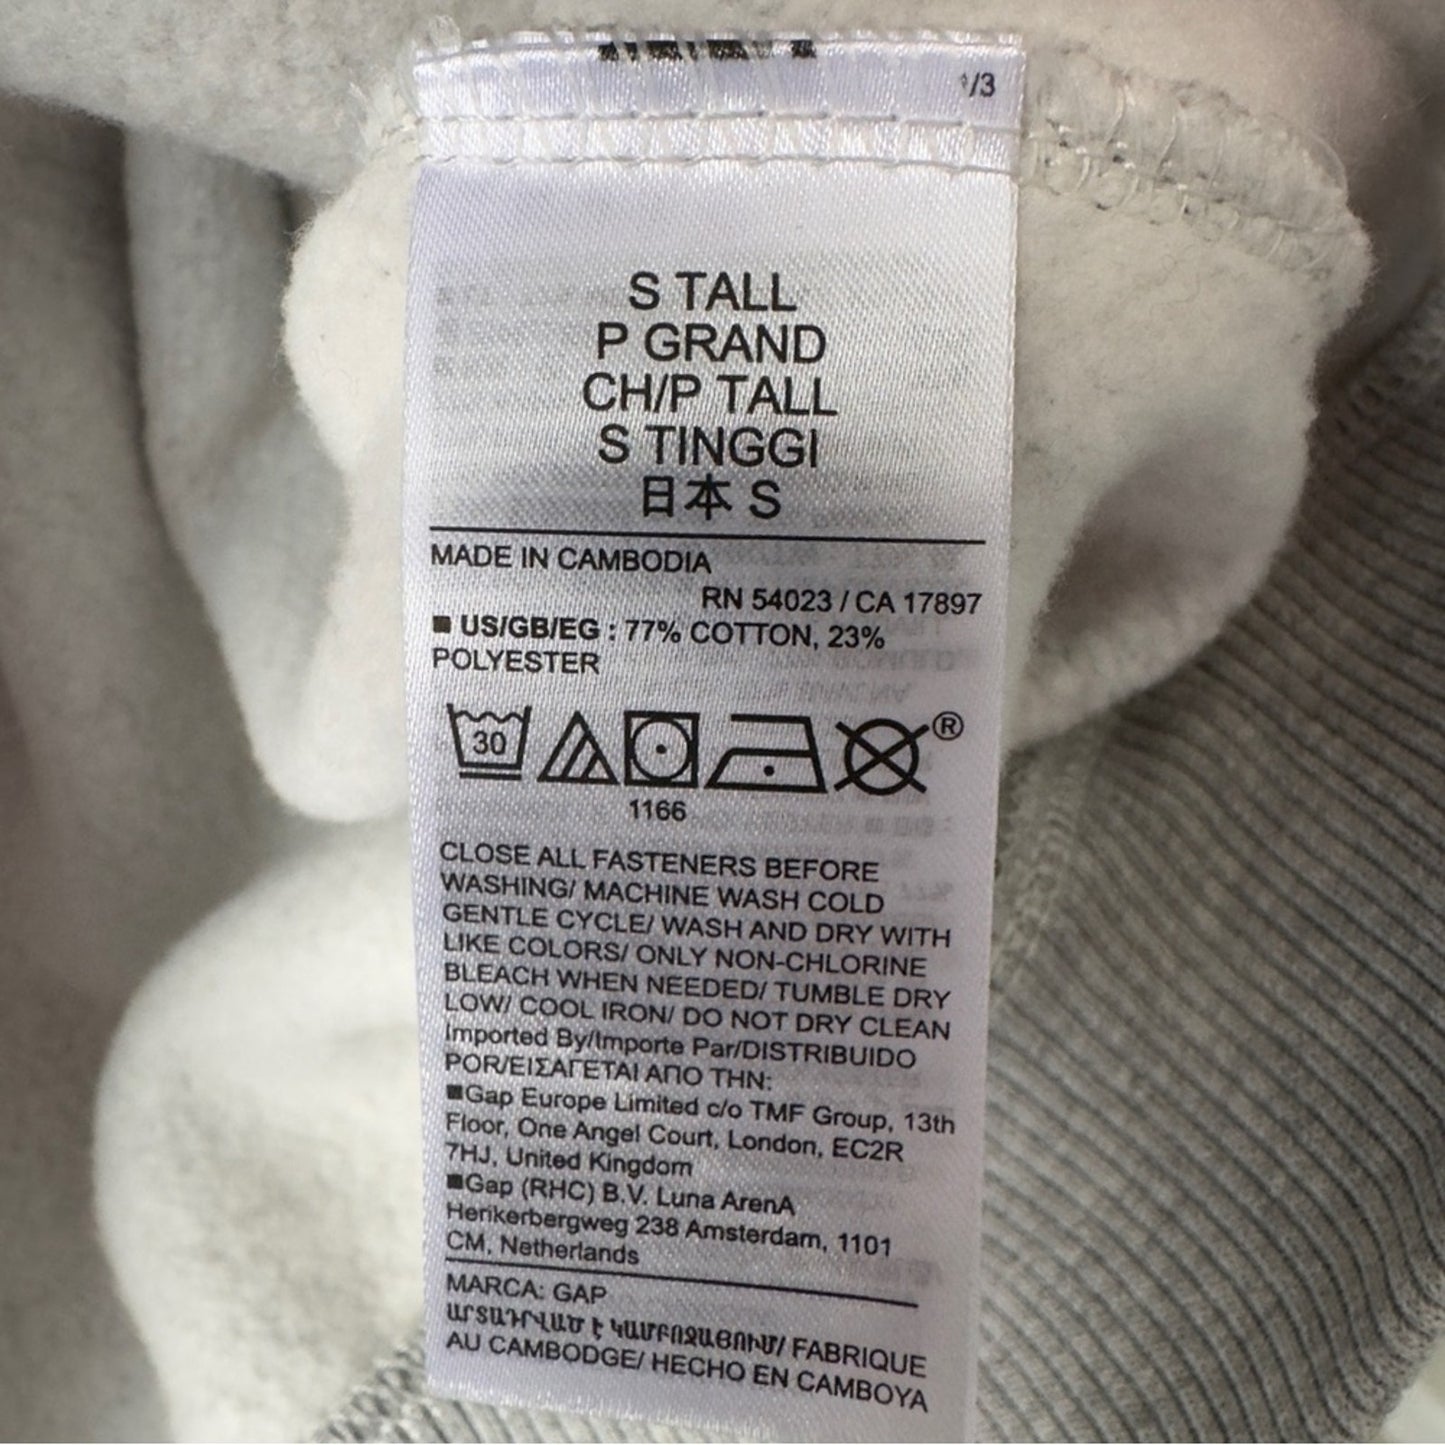 /3
S TALL
P GRAND
CH/P TALL
S TINGGI
日本 S
MADE IN CAMBODIA
RN 54023 / CA 17897
■ US/GB/EG : 77% COTTON, 23%
POLYESTER
30 ®
1166
CLOSE ALL FASTENERS BEFORE
WASHING/ MACHINE WASH COLD
GENTLE CYCLE/ WASH AND DRY WITH
LIKE COLORS/ ONLY NON-CHLORINE
BLEACH WHEN NEEDED/ TUMBLE DRY
LOW/ COOL IRON/ DO NOT DRY CLEAN
Imported By/Importe Par/DISTRIBUIDO
POR/ΕΙΣΑΓΕΤΑΙ ΑΠΟ ΤΗΝ:
■Gap Europe Limited c/o TMF Group, 13th
Floor, One Angel Court, London, EC2R
7HJ, United Kingdom
■Gap (RHC) B.V. Luna ArenA
Herikerbergweg 238 Amsterdam, 1101
CM, Netherlands
MARCA: GAP
ԱՐՏԱԴՐՎԱԾ Է ԿԱՄԲՈՋԱՅՈՒՄ/ FABRIQUE
AU CAMBODGE/ HECHO EN CAMBOYA